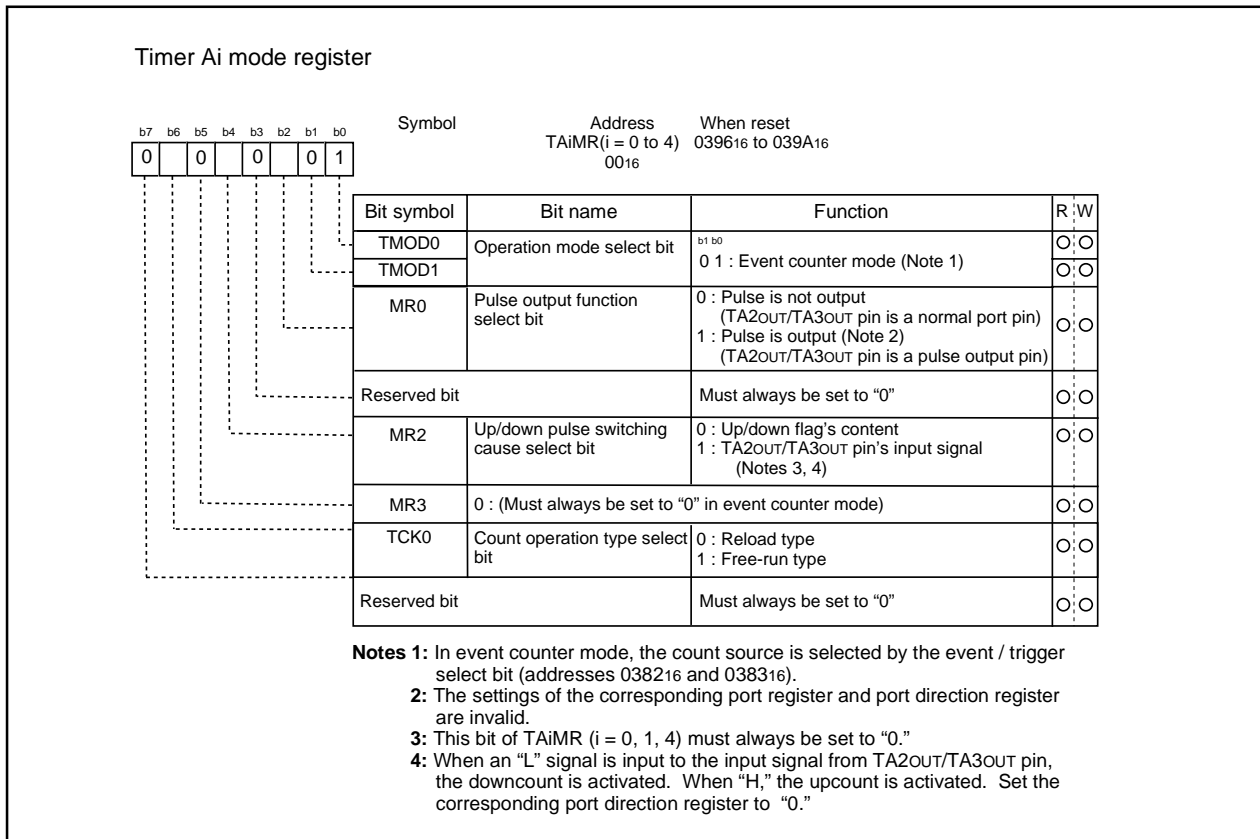 Timer Ai mode register
Symbol Address When reset
TAiMR(i = 0 to 4) 039616 to 039A16
0016
b7 b6 b5 b4 b3 b2 b1 b0
0 0 0 0 1
Bit symbol Bit name Function R W
TMOD0 Operation mode select bit b1 b0
0 1 : Event counter mode (Note 1)
TMOD1
MR0 Pulse output function 0 : Pulse is not output
select bit (TA2OUT/TA3OUT pin is a normal port pin)
1 : Pulse is output (Note 2)
(TA2OUT/TA3OUT pin is a pulse output pin)
Reserved bit Must always be set to “0”
MR2 Up/down pulse switching 0 : Up/down flag's content
cause select bit 1 : TA2OUT/TA3OUT pin's input signal
(Notes 3, 4)
MR3 0 : (Must always be set to “0” in event counter mode)
TCK0 Count operation type select 0 : Reload type
bit 1 : Free-run type
Reserved bit Must always be set to “0”
Notes 1: In event counter mode, the count source is selected by the event / trigger
select bit (addresses 038216 and 038316).
2: The settings of the corresponding port register and port direction register
are invalid.
3: This bit of TAiMR (i = 0, 1, 4) must always be set to “0.”
4: When an “L” signal is input to the input signal from TA2OUT/TA3OUT pin,
the downcount is activated. When “H,” the upcount is activated. Set the
corresponding port direction register to “0.”